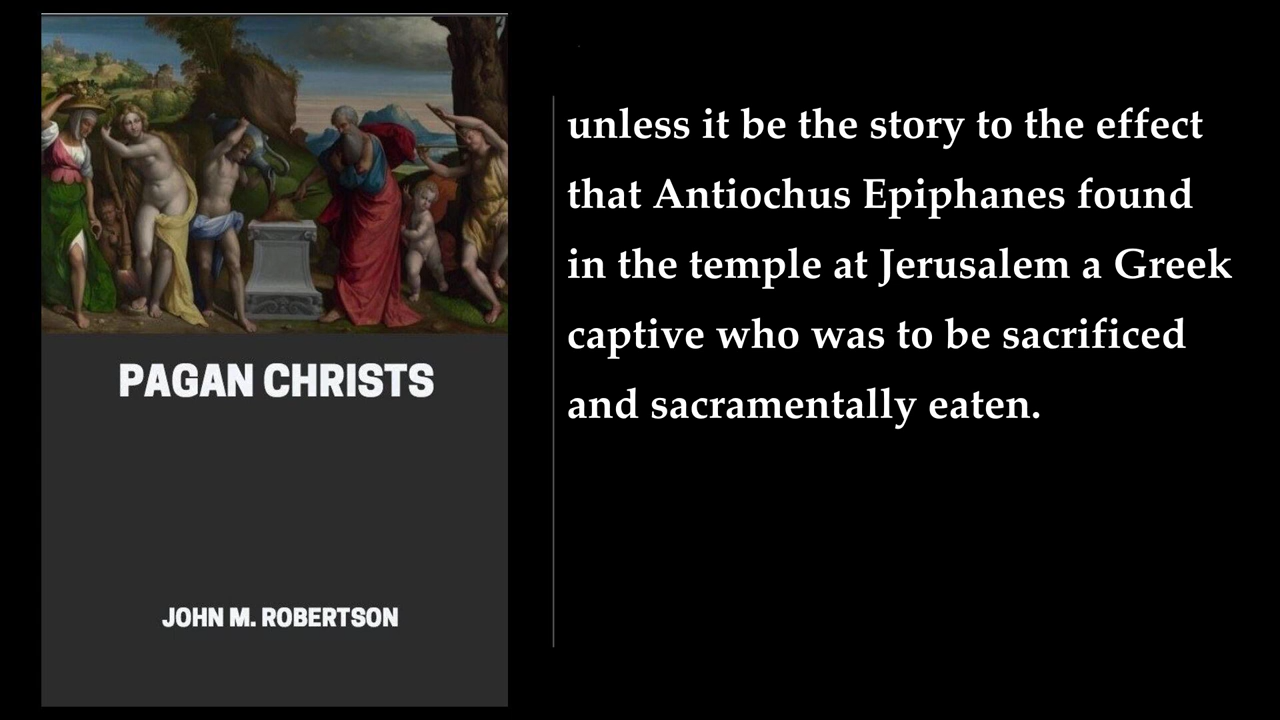 PAGAN CHRISTS
JOHN M. ROBERTSON
unless it be the story to the effect
that Antiochus Epiphanes found
in the temple at Jerusalem a Greek
captive who was to be sacrificed
and sacramentally eaten.